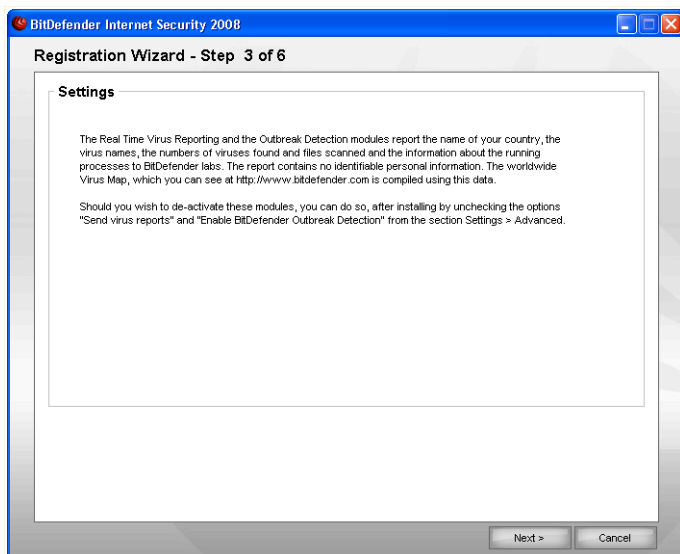 BitDefender Internet Security 2008
Registration Wizard - Step 3 of 6
Settings
The Real Time Virus Reporting and the Outbreak Detection modules report the name of your country, the
virus names, the numbers of viruses found and files scanned and the information about the running
processes to BitDefender labs. The report contains no identifiable personal information. The worldwide
Virus Map, which you can see at http://www.bitdefender.com is compiled using this data.
Should you wish to de-activate these modules, you can do so, after installing by unchecking the options
"Send virus reports" and "Enable BitDefender Outbreak Detection" from the section Settings > Advanced.
Next > Cancel